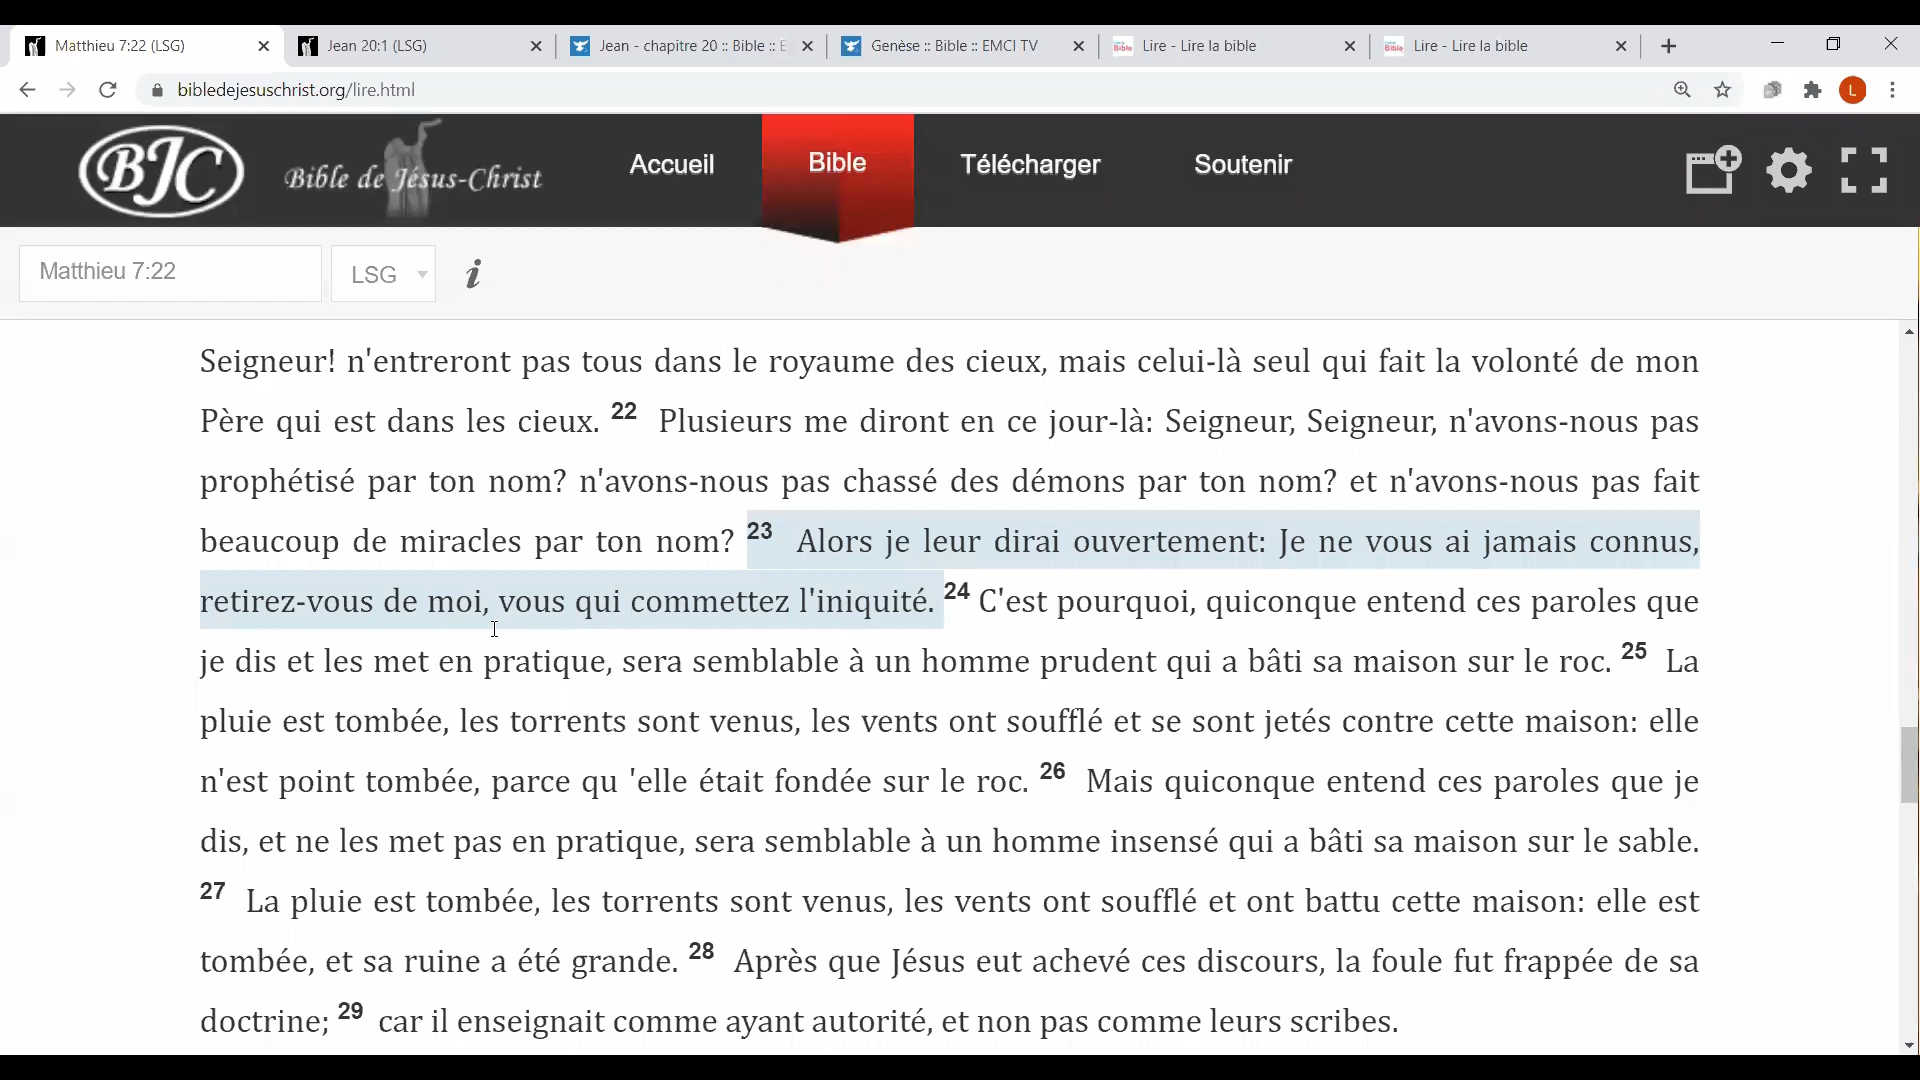 Matthieu 7:22 (LSG)
Jean 20:1 (LSG)
Jean - chapitre 20 :: Bible :: E
Genèse :: Bible :: EMCI TV
Lire - Lire la bible
Lire - Lire la bible
bibledejesuschrist.org/lire.html
L
BJC
Bible de Jésus-Christ
Accueil
Bible
Télécharger
Soutenir
Matthieu 7:22
LSG
i
Seigneur! n'entreront pas tous dans le royaume des cieux, mais celui-là seul qui fait la volonté de mon
Père qui est dans les cieux. 22 Plusieurs me diront en ce jour-là: Seigneur, Seigneur, n'avons-nous pas
prophétisé par ton nom? n'avons-nous pas chassé des démons par ton nom? et n'avons-nous pas fait
beaucoup de miracles par ton nom? 23 Alors je leur dirai ouvertement: Je ne vous ai jamais connus,
retirez-vous de moi, vous qui commettez l'iniquité. 24 C'est pourquoi, quiconque entend ces paroles que
je dis et les met en pratique, sera semblable à un homme prudent qui a bâti sa maison sur le roc. 25 La
pluie est tombée, les torrents sont venus, les vents ont soufflé et se sont jetés contre cette maison: elle
n'est point tombée, parce qu 'elle était fondée sur le roc. 26 Mais quiconque entend ces paroles que je
dis, et ne les met pas en pratique, sera semblable à un homme insensé qui a bâti sa maison sur le sable.
27 La pluie est tombée, les torrents sont venus, les vents ont soufflé et ont battu cette maison: elle est
tombée, et sa ruine a été grande. 28 Après que Jésus eut achevé ces discours, la foule fut frappée de sa
doctrine; 29 car il enseignait comme ayant autorité, et non pas comme leurs scribes.